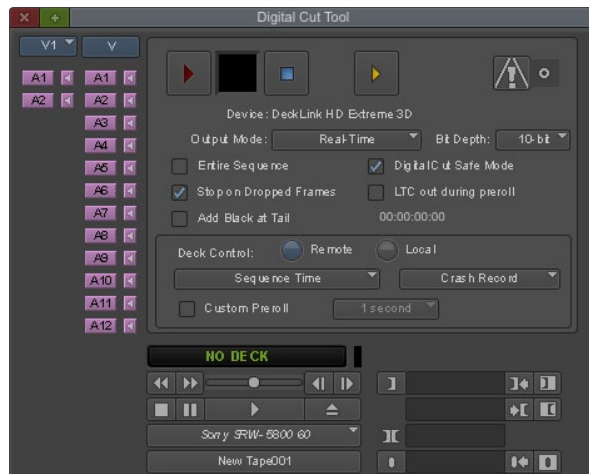 Digital Cut Tool
V1 V
A1 A1
A2 A2
A3
A4
A5
A6
A7
A8
A9
A10
A11
A12
Device: DeckLink HD Extreme 3D
Output Mode: Real-Time Bit Depth: 10-bit
Entire Sequence Digital Cut Safe Mode
Stop on Dropped Frames LTC out during preroll
Add Black at Tail 00:00:00:00
Deck Control: Remote Local
Sequence Time Crash Record
Custom Preroll 1 second
NO DECK
Sony SRW-5800 60
New Tape001